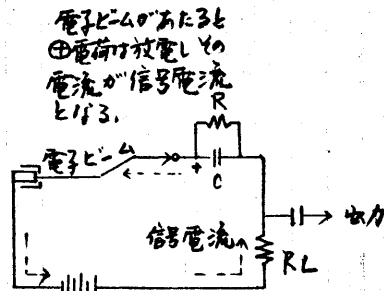 電子ビームがあたると
⊕電荷は放電しその
電流が信号電流
となる.
R
電子ビーム
+
C
出力
信号電流
RL